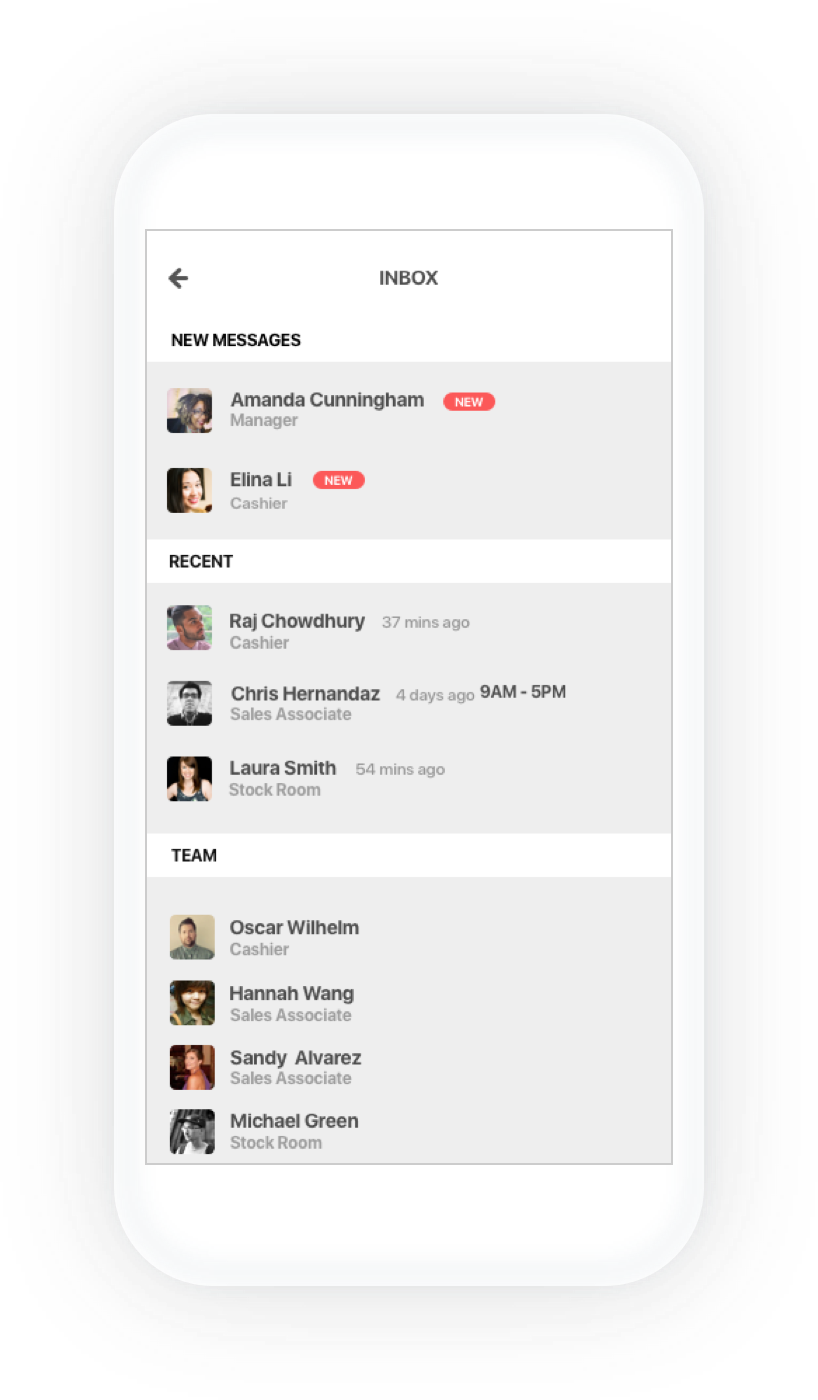 INBOX
NEW MESSAGES
Amanda Cunningham NEW
Manager
Elina Li NEW
Cashier
RECENT
Raj Chowdhury 37 mins ago
Cashier
Chris Hernandaz 4 days ago 9AM - 5PM
Sales Associate
Laura Smith 54 mins ago
Stock Room
TEAM
Oscar Wilhelm
Cashier
Hannah Wang
Sales Associate
Sandy Alvarez
Sales Associate
Michael Green
Stock Room